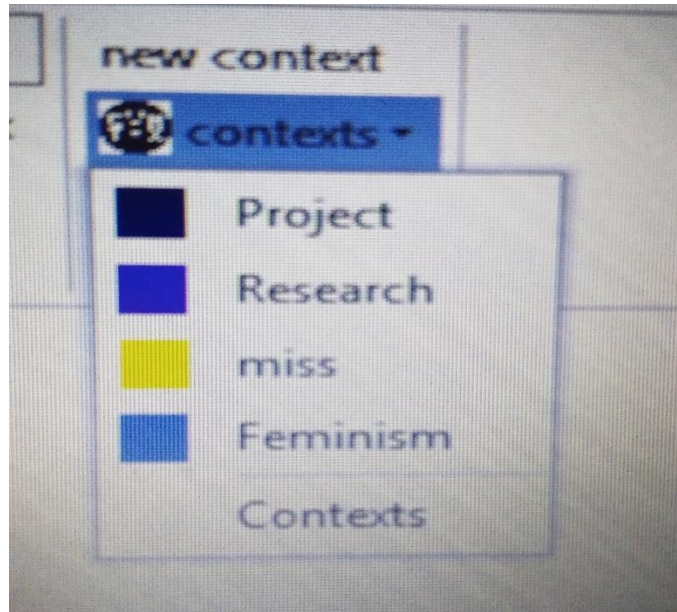 new context
contexts
Project
Research
miss
Feminism
Contexts